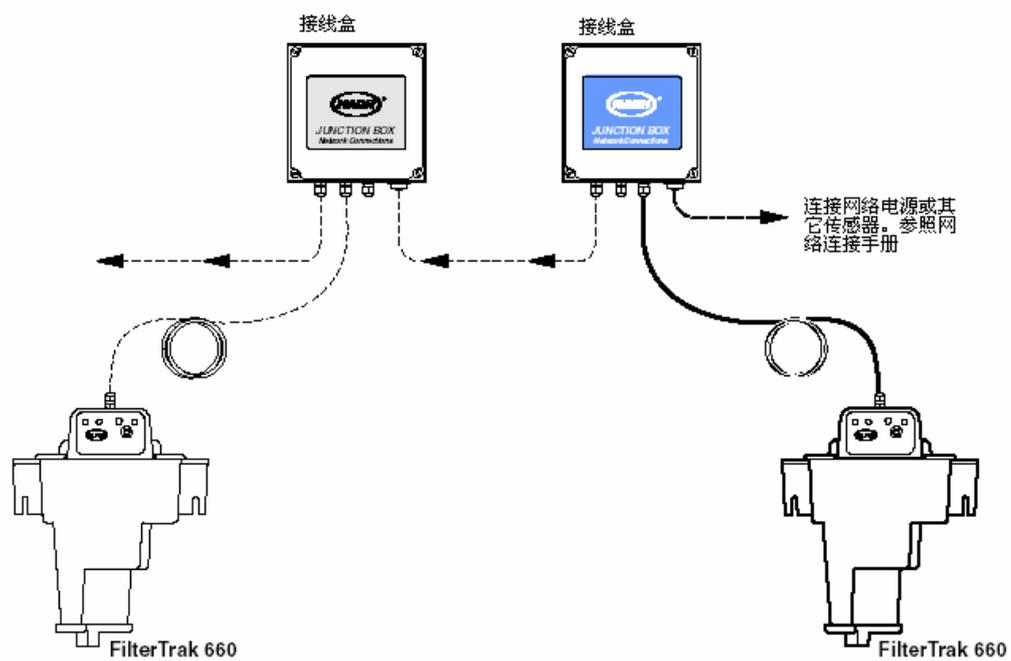 接线盒
接线盒
HACH
JUNCTION BOX
Network Connections
HACH
JUNCTION BOX
Network Connections
连接网络电源或其
它传感器。参照网
络连接手册
FilterTrak 660
FilterTrak 660